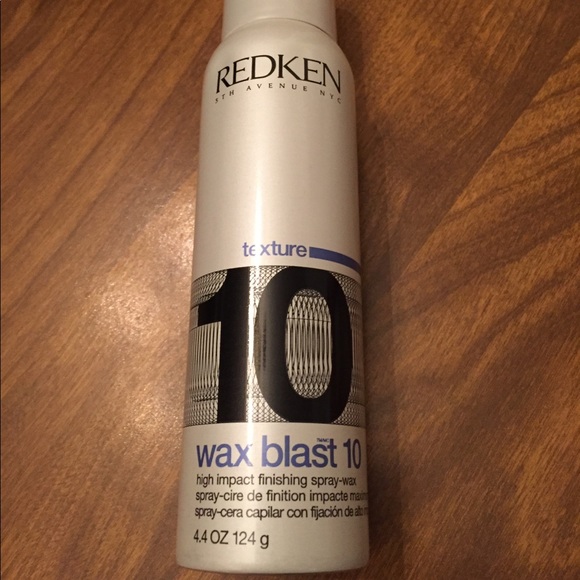 REDKEN
5TH AVENUE NYC
texture
10
wax blast 10
high impact finishing spray-wax
spray-cire de finition impacte
spray-cera capilar con fijación de alto
4.4 OZ 124 g